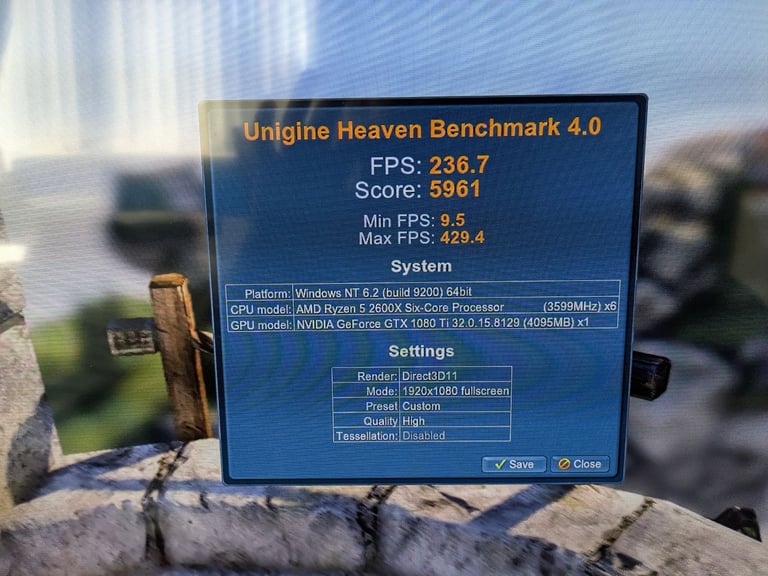 Unigine Heaven Benchmark 4.0
FPS: 236.7
Score: 5961
Min FPS: 9.5
Max FPS: 429.4
System
Platform: Windows NT 6.2 (build 9200) 64bit
CPU model: AMD Ryzen 5 2600X Six-Core Processor (3599MHz) x6
GPU model: NVIDIA GeForce GTX 1080 Ti 32.0.15.8129 (4095MB) x1
Settings
Render: Direct3D11
Mode: 1920x1080 fullscreen
Preset Custom
Quality High
Tessellation: Disabled
Save Close